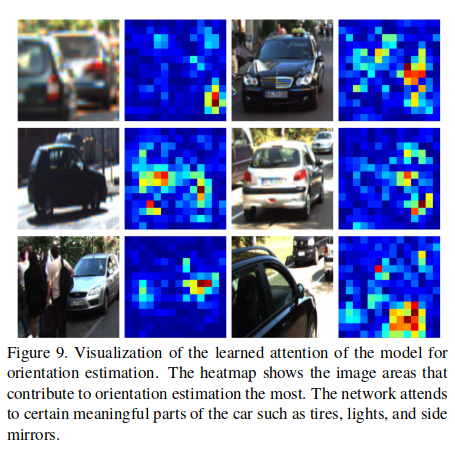 Figure 9. Visualization of the learned attention of the model for
orientation estimation. The heatmap shows the image areas that
contribute to orientation estimation the most. The network attends
to certain meaningful parts of the car such as tires, lights, and side
mirrors.